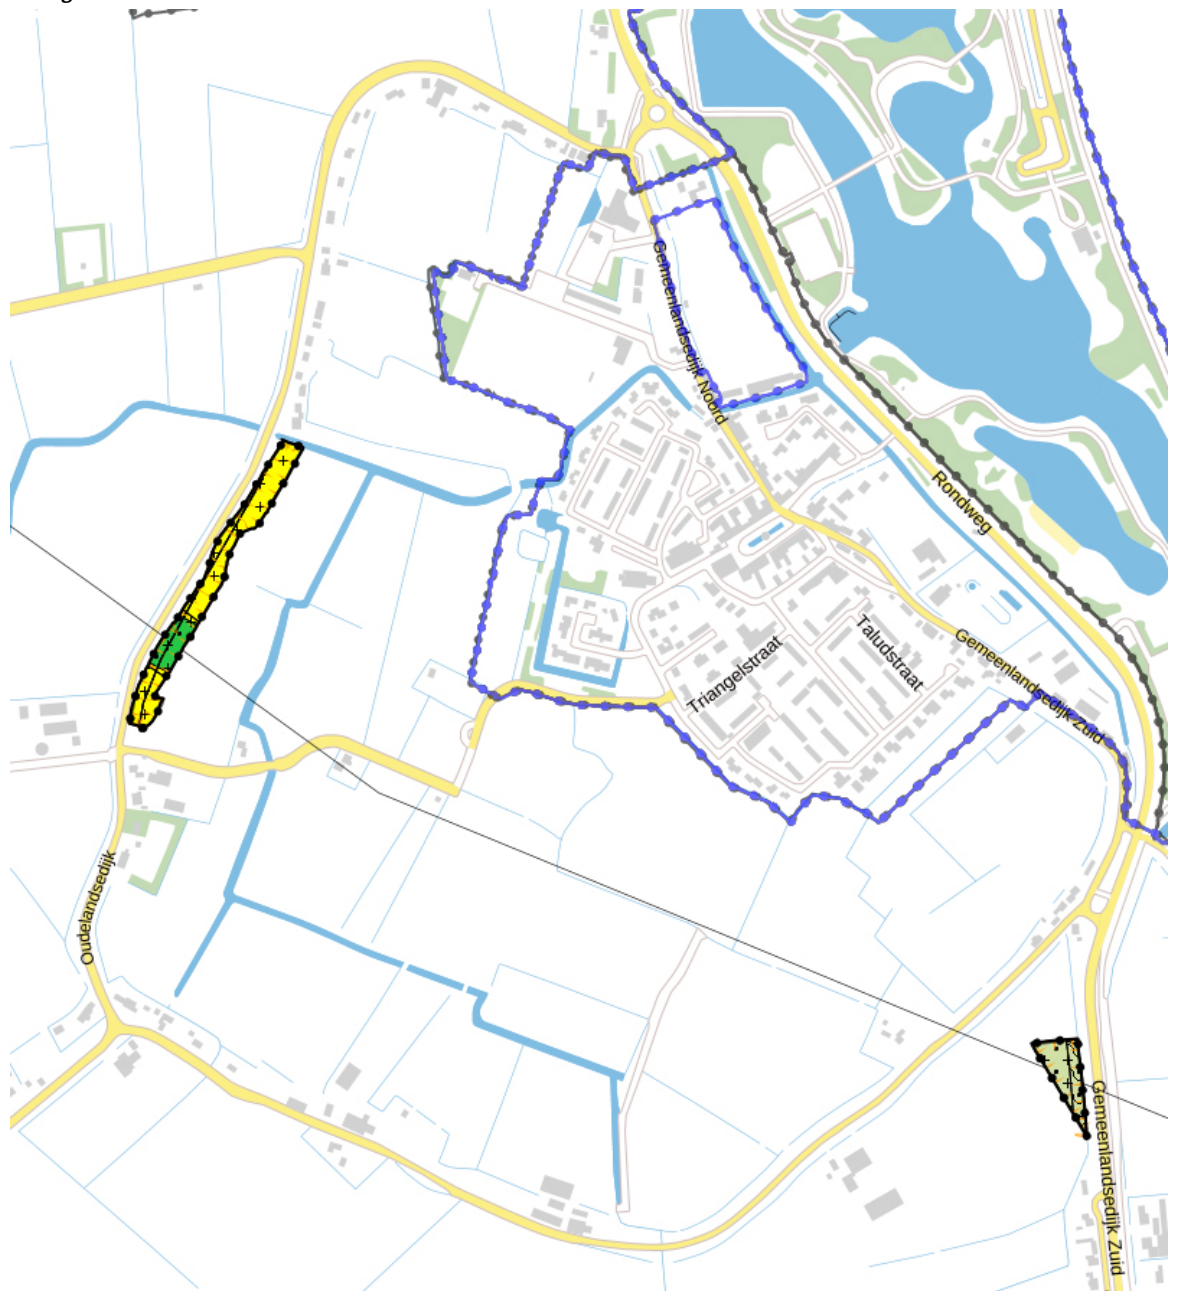 Gemeenlandsedijk Noord
Rondweg
Taludstraat
Triangelstraat
Gemeenlandsedijk Zuid
Oudelandsedijk
Gemeenlandsedijk Zuid